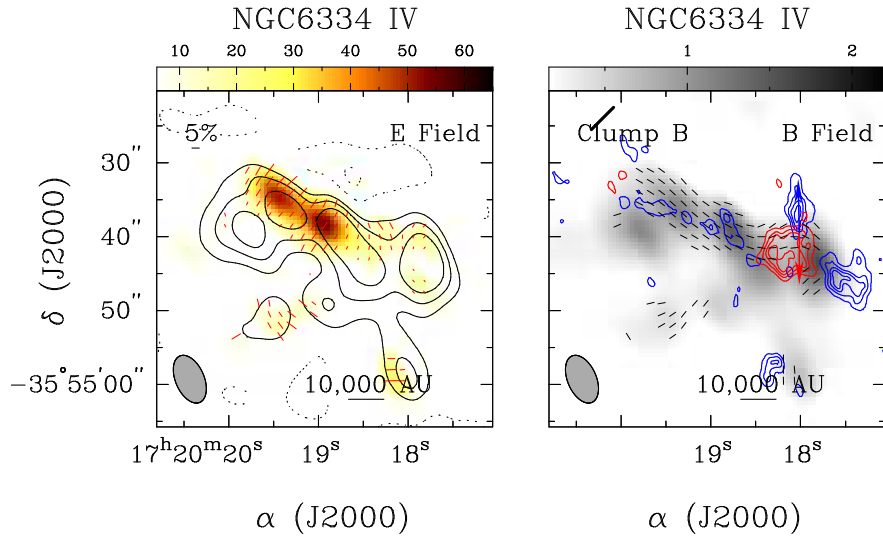 NGC6334 IV
NGC6334 IV
10 20 30 40 50 60
1 2
5% E Field
Clump B B Field
30"
40"
50"
−35°55′00"
δ (J2000)
δ (J2000)
10,000 AU
10,000 AU
17ʰ20ᵐ20ˢ 19ˢ 18ˢ
19ˢ 18ˢ
α (J2000)
α (J2000)